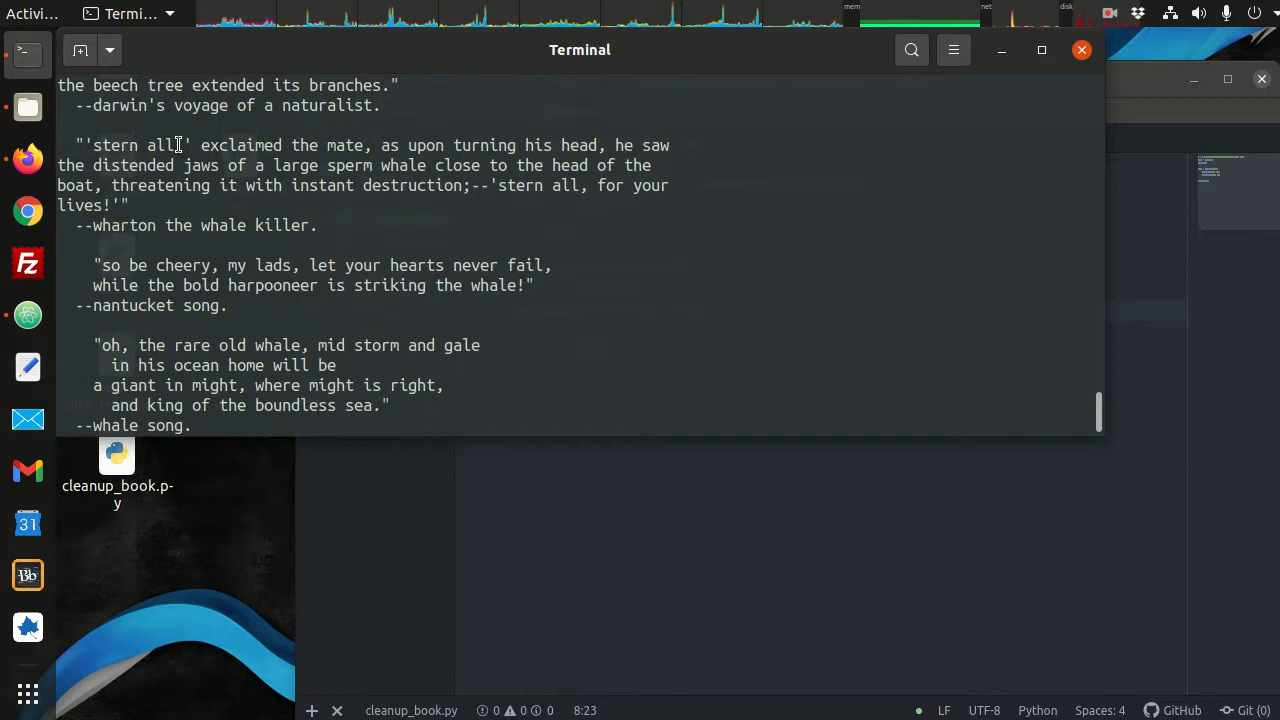 Activi...
Termi...
mem
net
disk
Terminal
the beech tree extended its branches."
--darwin's voyage of a naturalist.
"'stern all!' exclaimed the mate, as upon turning his head, he saw
the distended jaws of a large sperm whale close to the head of the
boat, threatening it with instant destruction;--'stern all, for your
lives!'"
--wharton the whale killer.
"so be cheery, my lads, let your hearts never fail,
while the bold harpooneer is striking the whale!"
--nantucket song.
"oh, the rare old whale, mid storm and gale
in his ocean home will be
a giant in might, where might is right,
and king of the boundless sea."
--whale song.
cleanup_book.p-
y
Fz
31
Bb
cleanup_book.py
0
0
0
8:23
LF
UTF-8
Python
Spaces: 4
GitHub
Git (0)